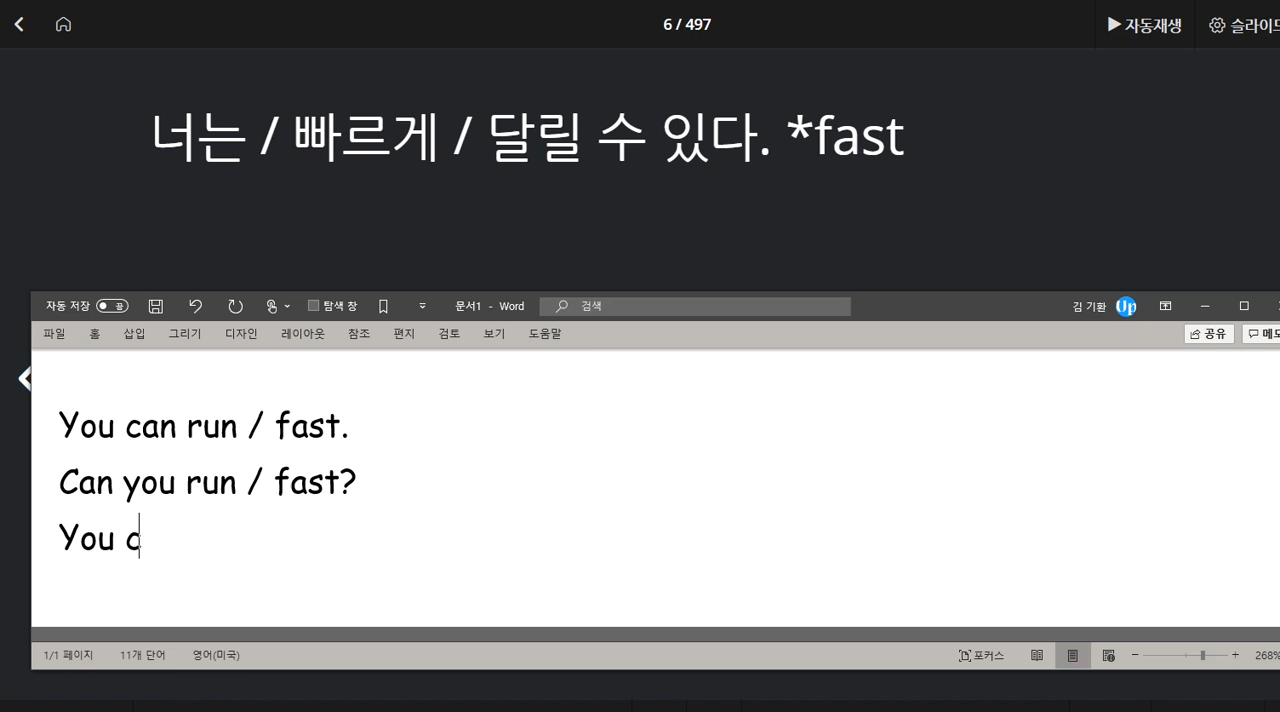 6 / 497
▶ 자동재생
슬라이드
너는 / 빠르게 / 달릴 수 있다. *fast
자동 저장 끔 탐색 창 문서1 - Word 검색 김 기환 Up
파일 홈 삽입 그리기 디자인 레이아웃 참조 편지 검토 보기 도움말 공유 메모
You can run / fast.
Can you run / fast?
You c
1/1 페이지 11개 단어 영어(미국) 포커스 - + 268%